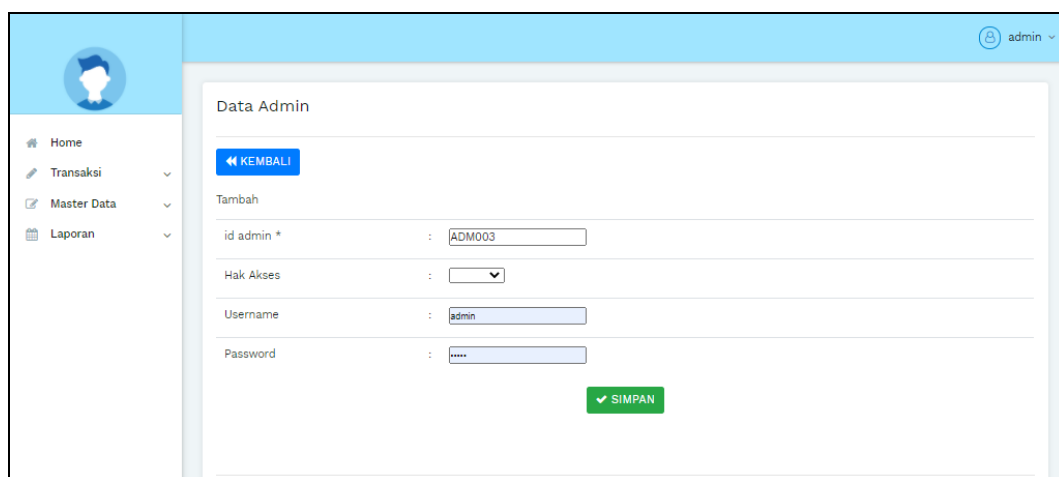 admin
Home
Transaksi
Master Data
Laporan
Data Admin
KEMBALI
Tambah
id admin * : ADM003
Hak Akses :
Username : admin
Password : •••••
SIMPAN